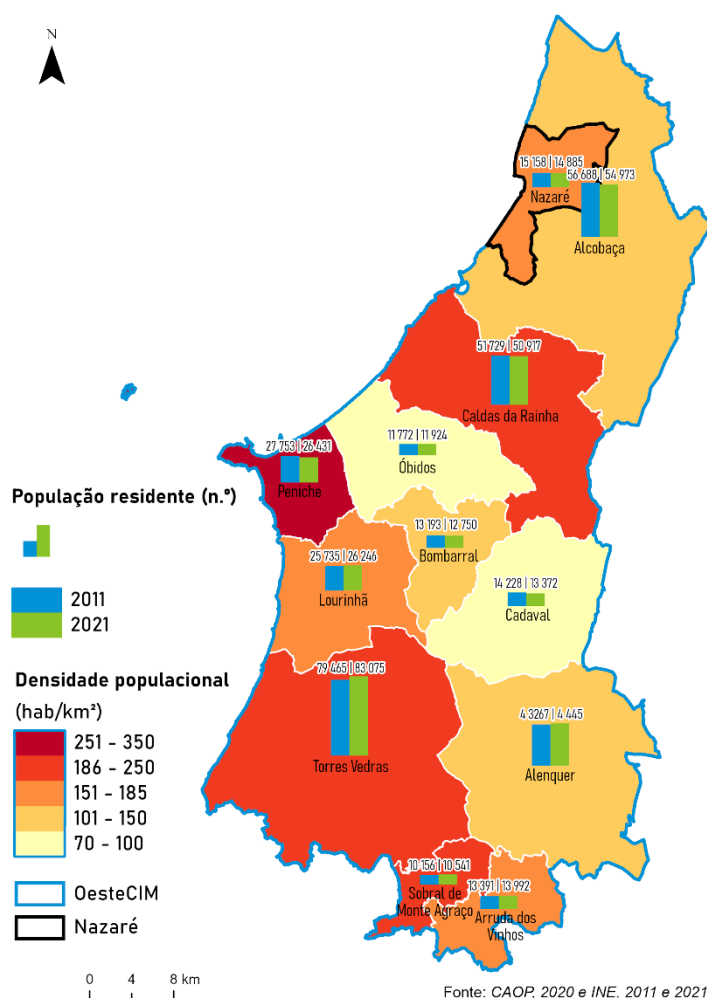 N
15 158 | 14 885
Nazaré
56 688 | 54 973
Alcobaça
51 729 | 50 917
Caldas da Rainha
11 772 | 11 924
Óbidos
27 753 | 26 431
Peniche
13 193 | 12 750
Bombarral
25 735 | 26 246
Lourinhã
14 228 | 13 372
Cadaval
79 465 | 83 075
Torres Vedras
4 3267 | 4 445
Alenquer
10 156 | 10 541
Sobral de
Monte Agraço
13 391 | 13 992
Arruda dos
Vinhos
População residente (n.º)
2011
2021
Densidade populacional
(hab/km²)
251 - 350
186 - 250
151 - 185
101 - 150
70 - 100
OesteCIM
Nazaré
0 4 8 km
Fonte: CAOP, 2020 e INE, 2011 e 2021